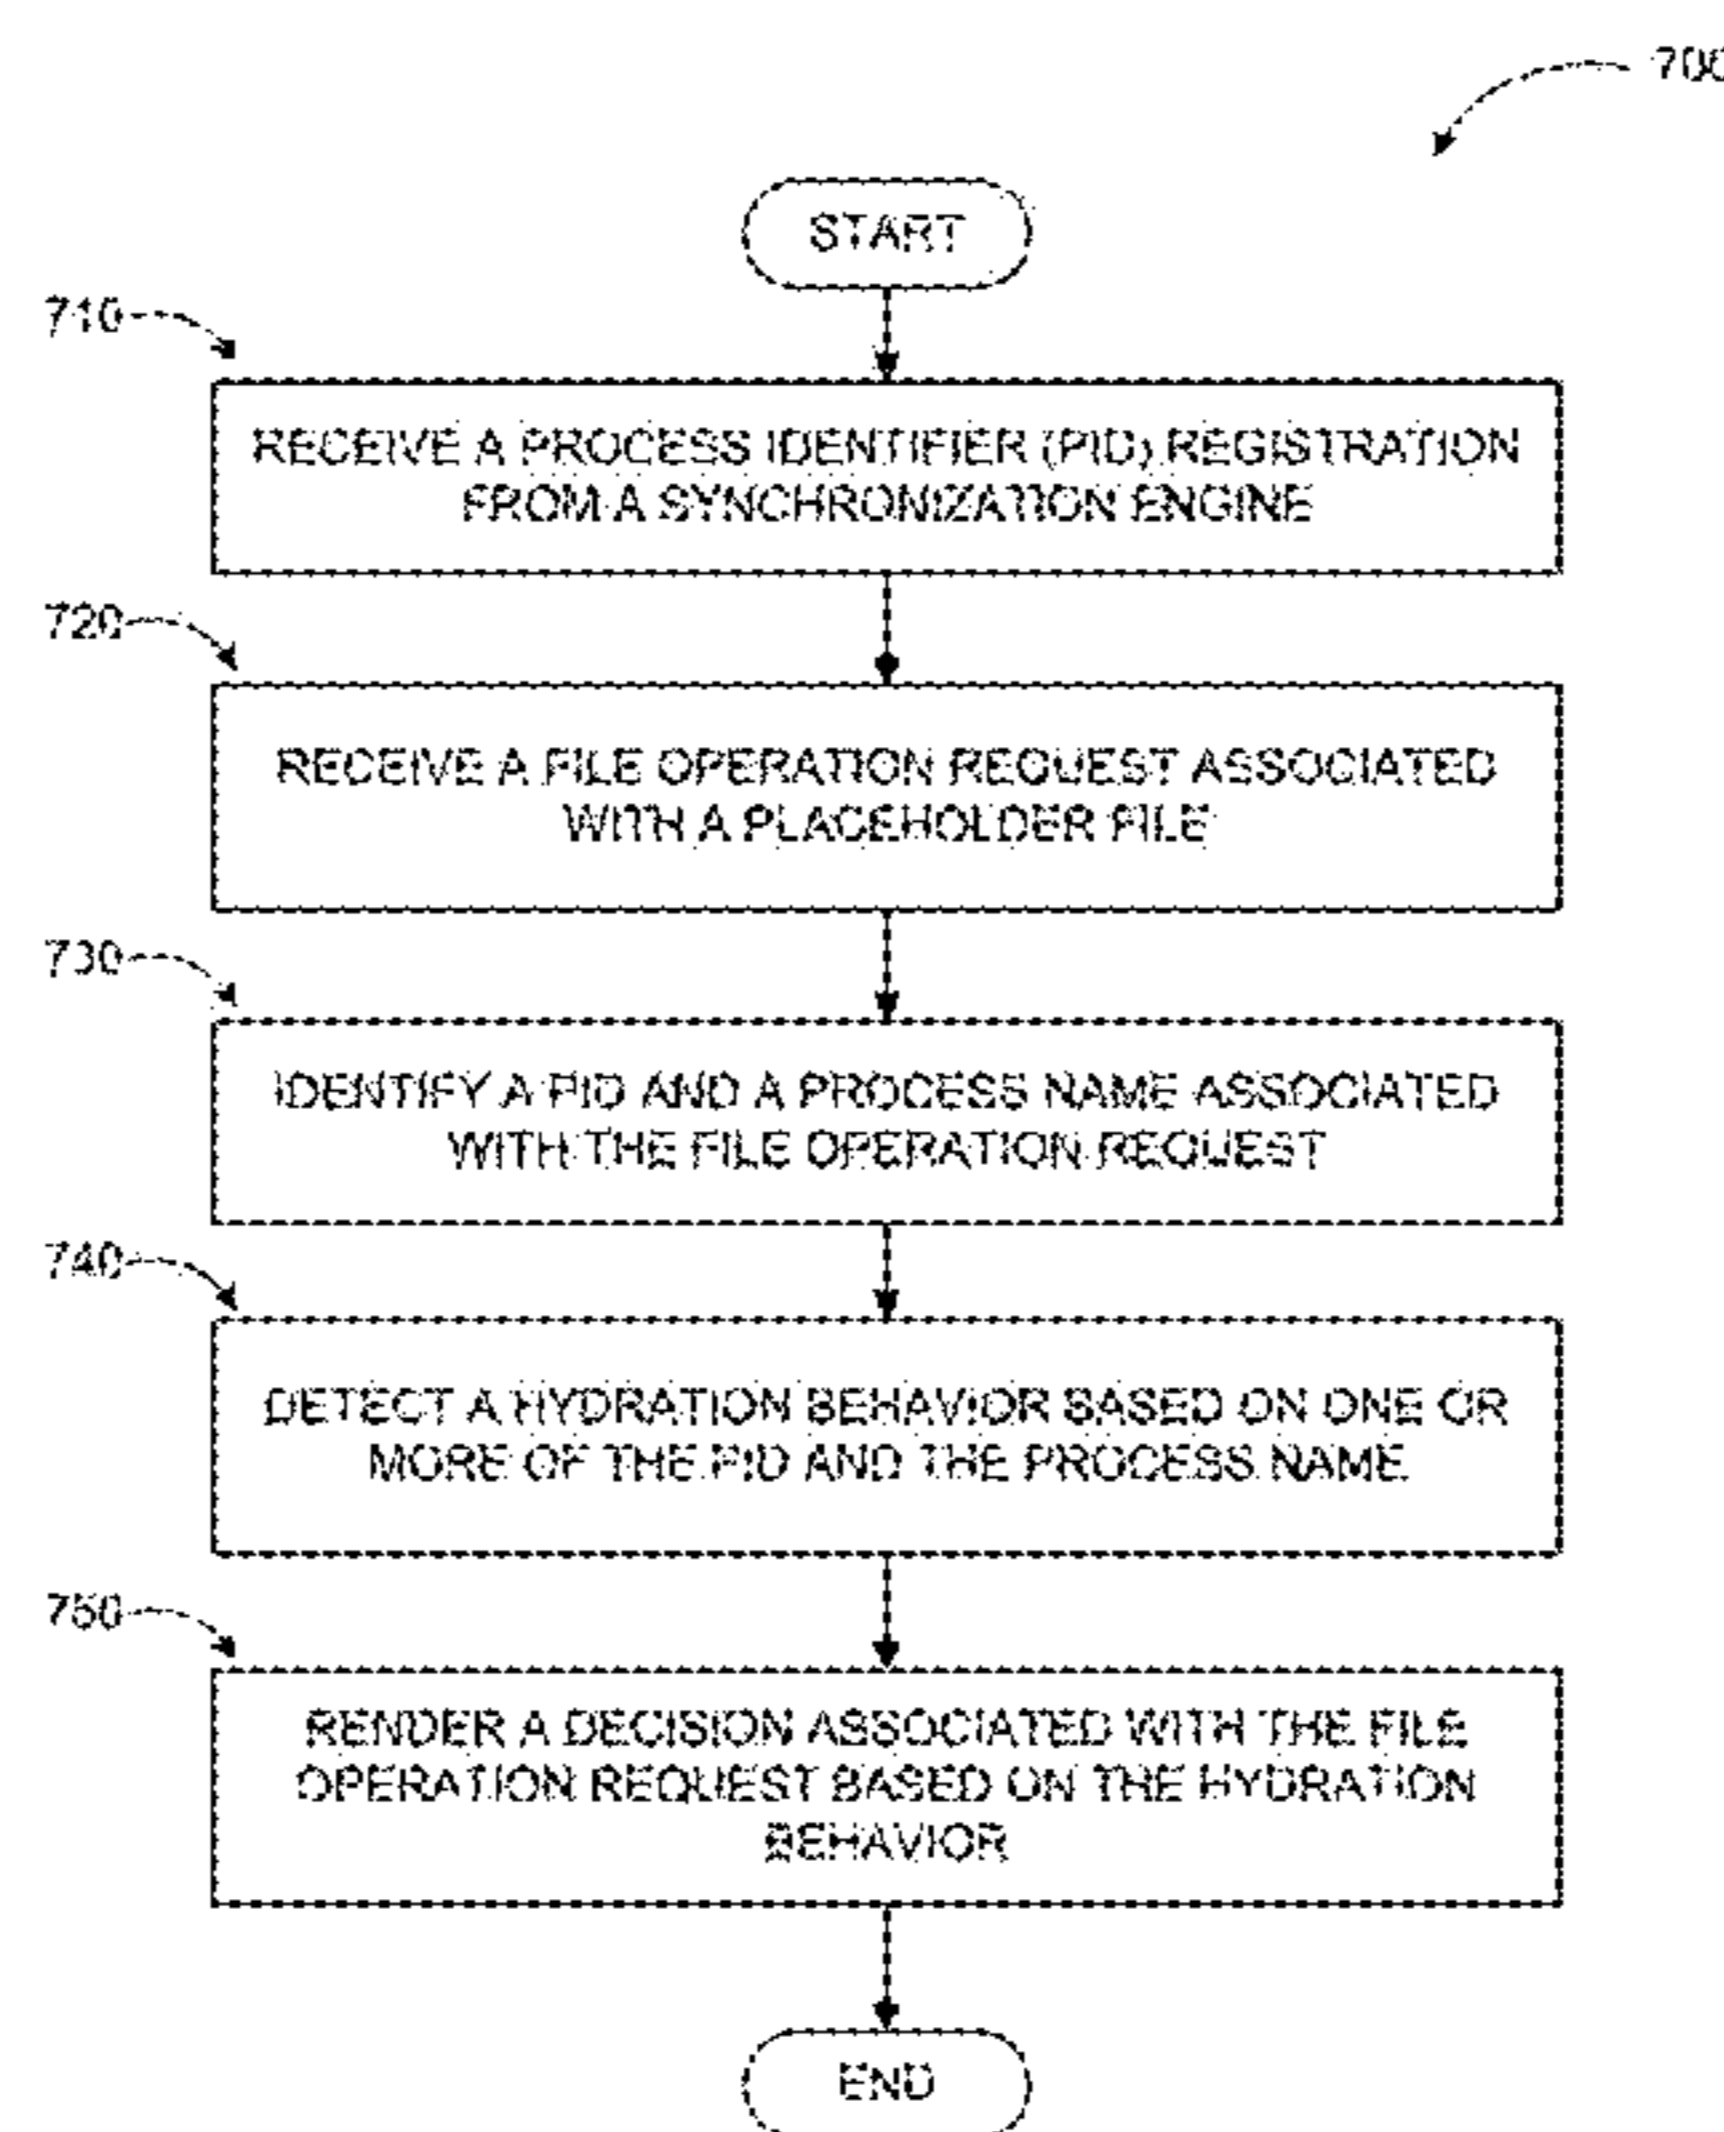 700
START
710
RECEIVE A PROCESS IDENTIFIER (PID) REGISTRATION
FROM A SYNCHRONIZATION ENGINE
720
RECEIVE A FILE OPERATION REQUEST ASSOCIATED
WITH A PLACEHOLDER FILE
730
IDENTIFY A PID AND A PROCESS NAME ASSOCIATED
WITH THE FILE OPERATION REQUEST
740
DETECT A HYDRATION BEHAVIOR BASED ON ONE OR
MORE OF THE PID AND THE PROCESS NAME
750
RENDER A DECISION ASSOCIATED WITH THE FILE
OPERATION REQUEST BASED ON THE HYDRATION
BEHAVIOR
END